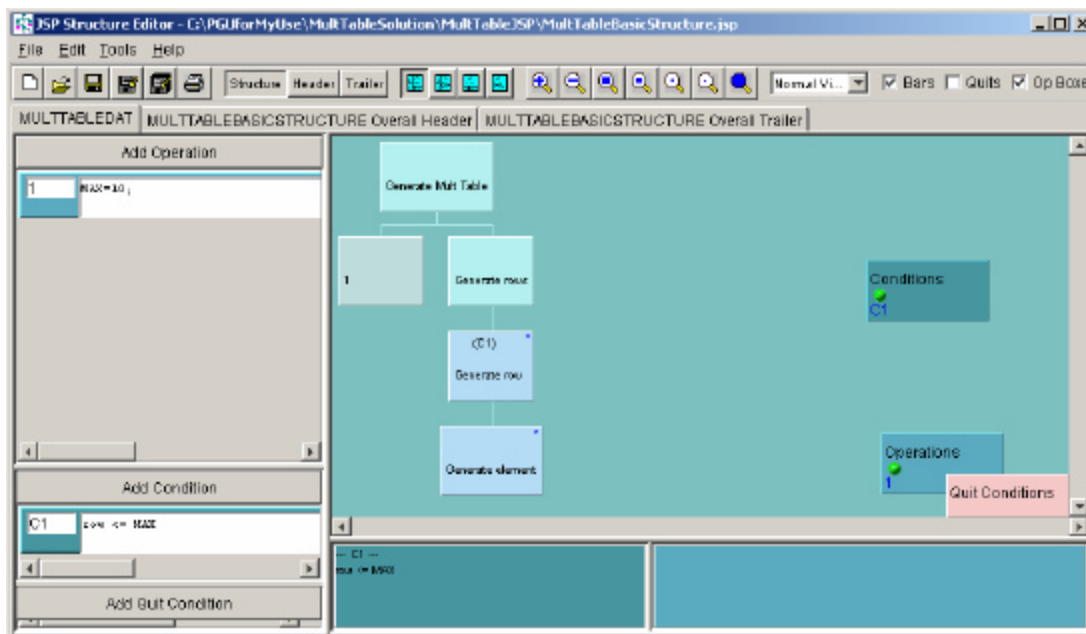 JSP Structure Editor - C:\PGUforMyUse\MultTableSolution\MultTableJSP\MultTableBasicStructure.jsp
File Edit Tools Help
Structure Header Trailer Normal Vi... Bars Quits Op Boxe
MULTTABLEDAT MULTTABLEBASICSTRUCTURE Overall Header MULTTABLEBASICSTRUCTURE Overall Trailer
Add Operation
1 MAX=10;
Generate Mult Table
1
Generate rows
(C1) *
Generate row
*
Generate element
Conditions
C1
Operations
1
Quit Conditions
Add Condition
C1 row <= MAX
Add Quit Condition
--- C1 ---
row <= MAX